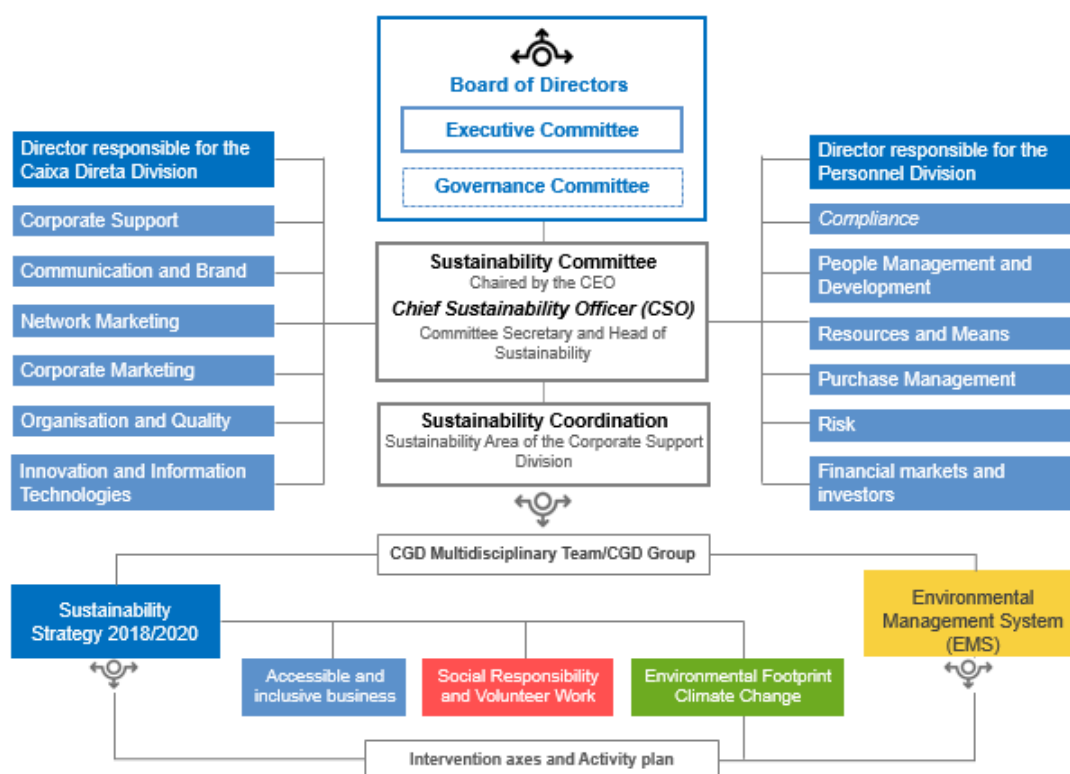 Board of Directors
Executive Committee
Governance Committee
Director responsible for the
Caixa Direta Division
Corporate Support
Communication and Brand
Network Marketing
Corporate Marketing
Organisation and Quality
Innovation and Information
Technologies
Sustainability Committee
Chaired by the CEO
Chief Sustainability Officer (CSO)
Committee Secretary and Head of
Sustainability
Sustainability Coordination
Sustainability Area of the Corporate Support
Division
Director responsible for the
Personnel Division
Compliance
People Management and
Development
Resources and Means
Purchase Management
Risk
Financial markets and
investors
CGD Multidisciplinary Team/CGD Group
Sustainability
Strategy 2018/2020
Environmental
Management System
(EMS)
Accessible and
inclusive business
Social Responsibility
and Volunteer Work
Environmental Footprint
Climate Change
Intervention axes and Activity plan